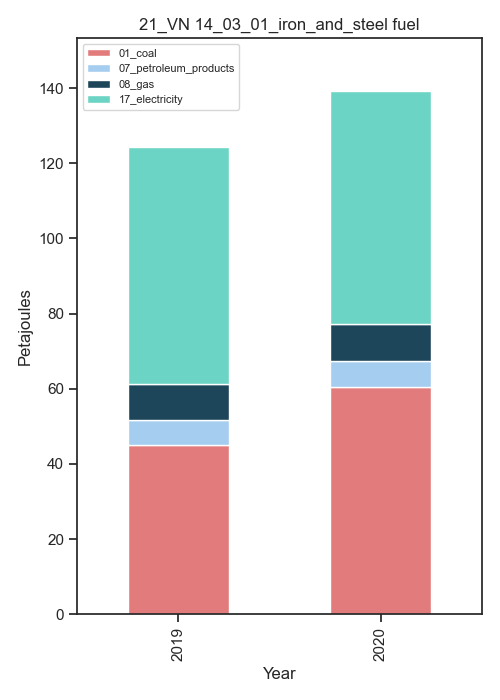 21_VN 14_03_01_iron_and_steel fuel
01_coal
07_petroleum_products
08_gas
17_electricity
140
120
100
80
60
40
20
0
Petajoules
2019
2020
Year